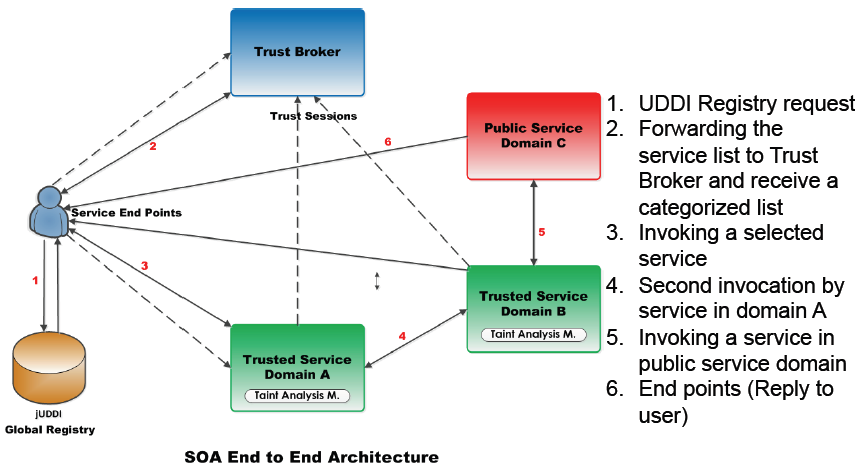 Trust Broker
Trust Sessions
Public Service
Domain C
6
2
Service End Points
5
3
1
Trusted Service
Domain B
Taint Analysis M.
4
Trusted Service
Domain A
Taint Analysis M.
jUDDI
Global Registry
SOA End to End Architecture
1. UDDI Registry request
2. Forwarding the
service list to Trust
Broker and receive a
categorized list
3. Invoking a selected
service
4. Second invocation by
service in domain A
5. Invoking a service in
public service domain
6. End points (Reply to
user)